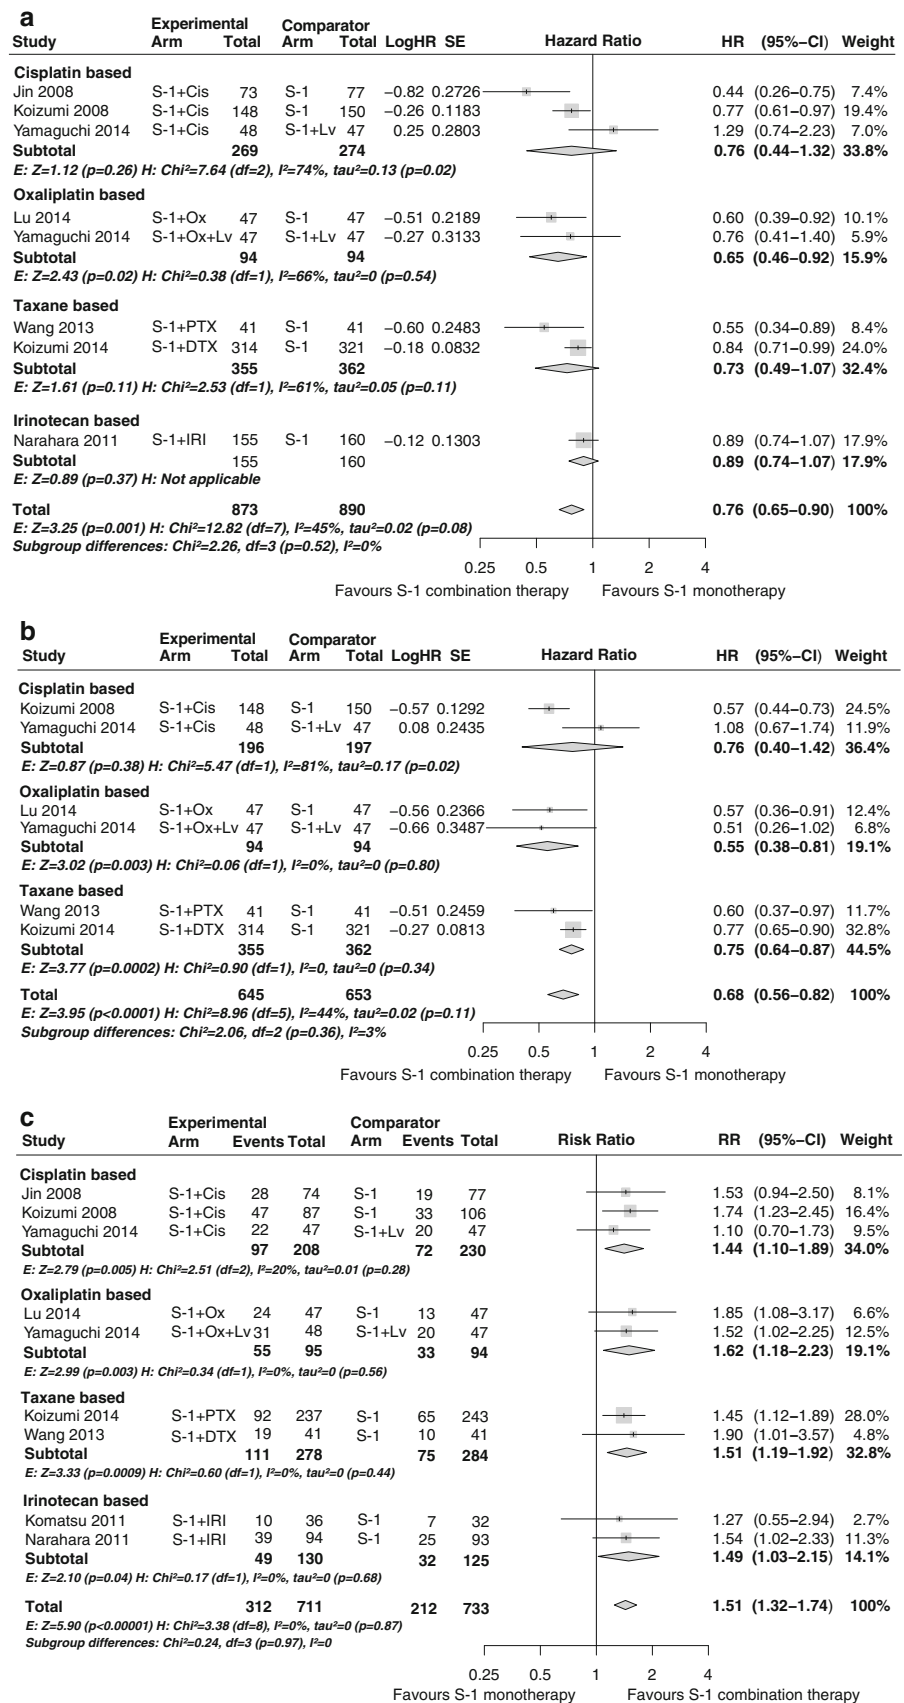 a
Experimental Comparator
Study Arm Total Arm Total LogHR SE Hazard Ratio HR (95%−CI) Weight
Cisplatin based
Jin 2008 S-1+Cis 73 S-1 77 −0.82 0.2726 0.44 (0.26−0.75) 7.4%
Koizumi 2008 S-1+Cis 148 S-1 150 −0.26 0.1183 0.77 (0.61−0.97) 19.4%
Yamaguchi 2014 S-1+Cis 48 S-1+Lv 47 0.25 0.2803 1.29 (0.74−2.23) 7.0%
Subtotal 269 274 0.76 (0.44−1.32) 33.8%
E: Z=1.12 (p=0.26) H: Chi²=7.64 (df=2), I²=74%, tau²=0.13 (p=0.02)
Oxaliplatin based
Lu 2014 S-1+Ox 47 S-1 47 −0.51 0.2189 0.60 (0.39−0.92) 10.1%
Yamaguchi 2014 S-1+Ox+Lv 47 S-1+Lv 47 −0.27 0.3133 0.76 (0.41−1.40) 5.9%
Subtotal 94 94 0.65 (0.46−0.92) 15.9%
E: Z=2.43 (p=0.02) H: Chi²=0.38 (df=1), I²=66%, tau²=0 (p=0.54)
Taxane based
Wang 2013 S-1+PTX 41 S-1 41 −0.60 0.2483 0.55 (0.34−0.89) 8.4%
Koizumi 2014 S-1+DTX 314 S-1 321 −0.18 0.0832 0.84 (0.71−0.99) 24.0%
Subtotal 355 362 0.73 (0.49−1.07) 32.4%
E: Z=1.61 (p=0.11) H: Chi²=2.53 (df=1), I²=61%, tau²=0.05 (p=0.11)
Irinotecan based
Narahara 2011 S-1+IRI 155 S-1 160 −0.12 0.1303 0.89 (0.74−1.07) 17.9%
Subtotal 155 160 0.89 (0.74−1.07) 17.9%
E: Z=0.89 (p=0.37) H: Not applicable
Total 873 890 0.76 (0.65−0.90) 100%
E: Z=3.25 (p=0.001) H: Chi²=12.82 (df=7), I²=45%, tau²=0.02 (p=0.08)
Subgroup differences: Chi²=2.26, df=3 (p=0.52), I²=0%
0.25 0.5 1 2 4
Favours S-1 combination therapy Favours S-1 monotherapy
b
Experimental Comparator
Study Arm Total Arm Total LogHR SE Hazard Ratio HR (95%−CI) Weight
Cisplatin based
Koizumi 2008 S-1+Cis 148 S-1 150 −0.57 0.1292 0.57 (0.44−0.73) 24.5%
Yamaguchi 2014 S-1+Cis 48 S-1+Lv 47 0.08 0.2435 1.08 (0.67−1.74) 11.9%
Subtotal 196 197 0.76 (0.40−1.42) 36.4%
E: Z=0.87 (p=0.38) H: Chi²=5.47 (df=1), I²=81%, tau²=0.17 (p=0.02)
Oxaliplatin based
Lu 2014 S-1+Ox 47 S-1 47 −0.56 0.2366 0.57 (0.36−0.91) 12.4%
Yamaguchi 2014 S-1+Ox+Lv 47 S-1+Lv 47 −0.66 0.3487 0.51 (0.26−1.02) 6.8%
Subtotal 94 94 0.55 (0.38−0.81) 19.1%
E: Z=3.02 (p=0.003) H: Chi²=0.06 (df=1), I²=0%, tau²=0 (p=0.80)
Taxane based
Wang 2013 S-1+PTX 41 S-1 41 −0.51 0.2459 0.60 (0.37−0.97) 11.7%
Koizumi 2014 S-1+DTX 314 S-1 321 −0.27 0.0813 0.77 (0.65−0.90) 32.8%
Subtotal 355 362 0.75 (0.64−0.87) 44.5%
E: Z=3.77 (p=0.0002) H: Chi²=0.90 (df=1), I²=0, tau²=0 (p=0.34)
Total 645 653 0.68 (0.56−0.82) 100%
E: Z=3.95 (p<0.0001) H: Chi²=8.96 (df=5), I²=44%, tau²=0.02 (p=0.11)
Subgroup differences: Chi²=2.06, df=2 (p=0.36), I²=3%
0.25 0.5 1 2 4
Favours S-1 combination therapy Favours S-1 monotherapy
c
Experimental Comparator
Study Arm Events Total Arm Events Total Risk Ratio RR (95%−CI) Weight
Cisplatin based
Jin 2008 S-1+Cis 28 74 S-1 19 77 1.53 (0.94−2.50) 8.1%
Koizumi 2008 S-1+Cis 47 87 S-1 33 106 1.74 (1.23−2.45) 16.4%
Yamaguchi 2014 S-1+Cis 22 47 S-1+Lv 20 47 1.10 (0.70−1.73) 9.5%
Subtotal 97 208 72 230 1.44 (1.10−1.89) 34.0%
E: Z=2.79 (p=0.005) H: Chi²=2.51 (df=2), I²=20%, tau²=0.01 (p=0.28)
Oxaliplatin based
Lu 2014 S-1+Ox 24 47 S-1 13 47 1.85 (1.08−3.17) 6.6%
Yamaguchi 2014 S-1+Ox+Lv 31 48 S-1+Lv 20 47 1.52 (1.02−2.25) 12.5%
Subtotal 55 95 33 94 1.62 (1.18−2.23) 19.1%
E: Z=2.99 (p=0.003) H: Chi²=0.34 (df=1), I²=0%, tau²=0 (p=0.56)
Taxane based
Koizumi 2014 S-1+PTX 92 237 S-1 65 243 1.45 (1.12−1.89) 28.0%
Wang 2013 S-1+DTX 19 41 S-1 10 41 1.90 (1.01−3.57) 4.8%
Subtotal 111 278 75 284 1.51 (1.19−1.92) 32.8%
E: Z=3.33 (p=0.0009) H: Chi²=0.60 (df=1), I²=0%, tau²=0 (p=0.44)
Irinotecan based
Komatsu 2011 S-1+IRI 10 36 S-1 7 32 1.27 (0.55−2.94) 2.7%
Narahara 2011 S-1+IRI 39 94 S-1 25 93 1.54 (1.02−2.33) 11.3%
Subtotal 49 130 32 125 1.49 (1.03−2.15) 14.1%
E: Z=2.10 (p=0.04) H: Chi²=0.17 (df=1), I²=0%, tau²=0 (p=0.68)
Total 312 711 212 733 1.51 (1.32−1.74) 100%
E: Z=5.90 (p<0.00001) H: Chi²=3.38 (df=8), I²=0%, tau²=0 (p=0.87)
Subgroup differences: Chi²=0.24, df=3 (p=0.97), I²=0
0.25 0.5 1 2 4
Favours S-1 monotherapy Favours S-1 combination therapy